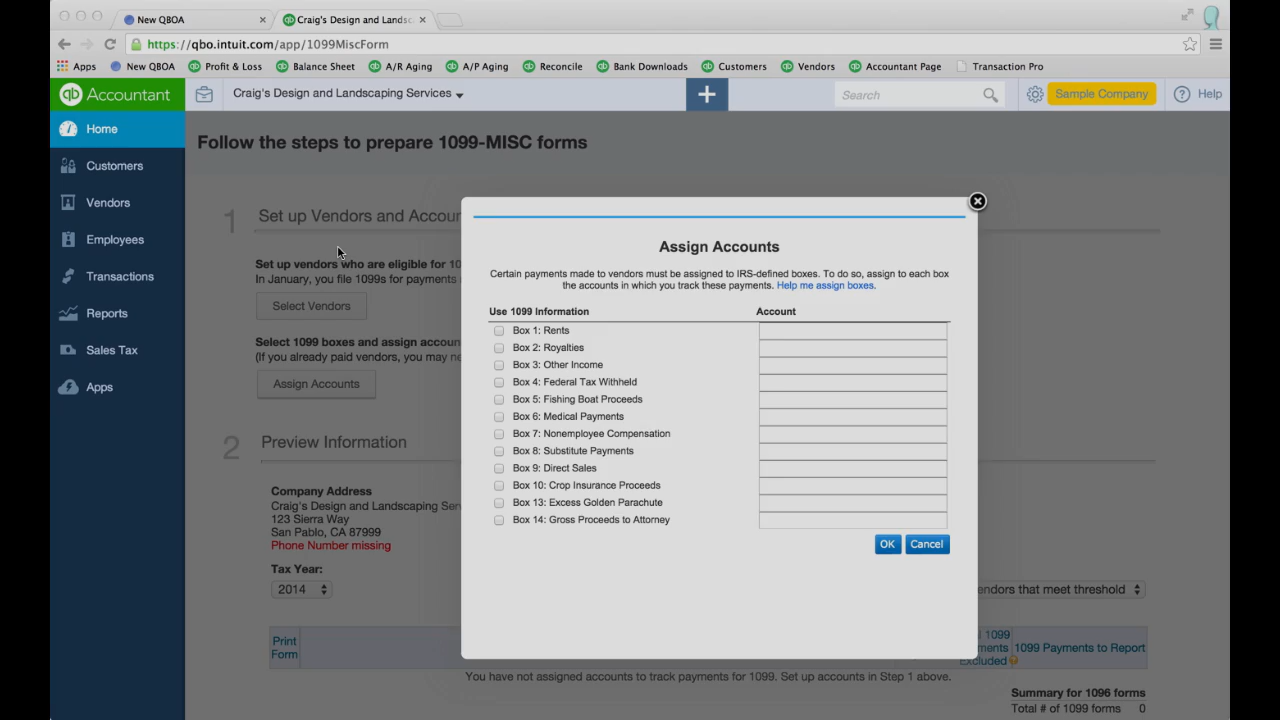 New QBOA
Craig's Design and Landsc
https://qbo.intuit.com/app/1099MiscForm
Apps New QBOA Profit & Loss Balance Sheet A/R Aging A/P Aging Reconcile Bank Downloads Customers Vendors Accountant Page Transaction Pro
qb Accountant
Craig's Design and Landscaping Services
+
Search
Sample Company
? Help
Home
Customers
Vendors
Employees
Transactions
Reports
Sales Tax
Apps
Follow the steps to prepare 1099-MISC forms
1 Set up Vendors and Accou
Set up vendors who are eligible for 10
In January, you file 1099s for payments
Select Vendors
Select 1099 boxes and assign accoun
(If you already paid vendors, you may ne
Assign Accounts
2 Preview Information
Company Address
Craig's Design and Landscaping Ser
123 Sierra Way
San Pablo, CA 87999
Phone Number missing
Tax Year:
2014
endors that meet threshold
Print
Form
1099
ments
Excluded
1099 Payments to Report
You have not assigned accounts to track payments for 1099. Set up accounts in Step 1 above.
Summary for 1096 forms
Total # of 1099 forms 0
Assign Accounts
Certain payments made to vendors must be assigned to IRS-defined boxes. To do so, assign to each box
the accounts in which you track these payments. Help me assign boxes.
Use 1099 Information Account
Box 1: Rents
Box 2: Royalties
Box 3: Other Income
Box 4: Federal Tax Withheld
Box 5: Fishing Boat Proceeds
Box 6: Medical Payments
Box 7: Nonemployee Compensation
Box 8: Substitute Payments
Box 9: Direct Sales
Box 10: Crop Insurance Proceeds
Box 13: Excess Golden Parachute
Box 14: Gross Proceeds to Attorney
OK Cancel